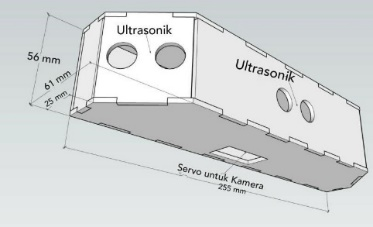 Ultrasonik
56 mm
61 mm
25 mm
Ultrasonik
Servo untuk Kamera
255 mm